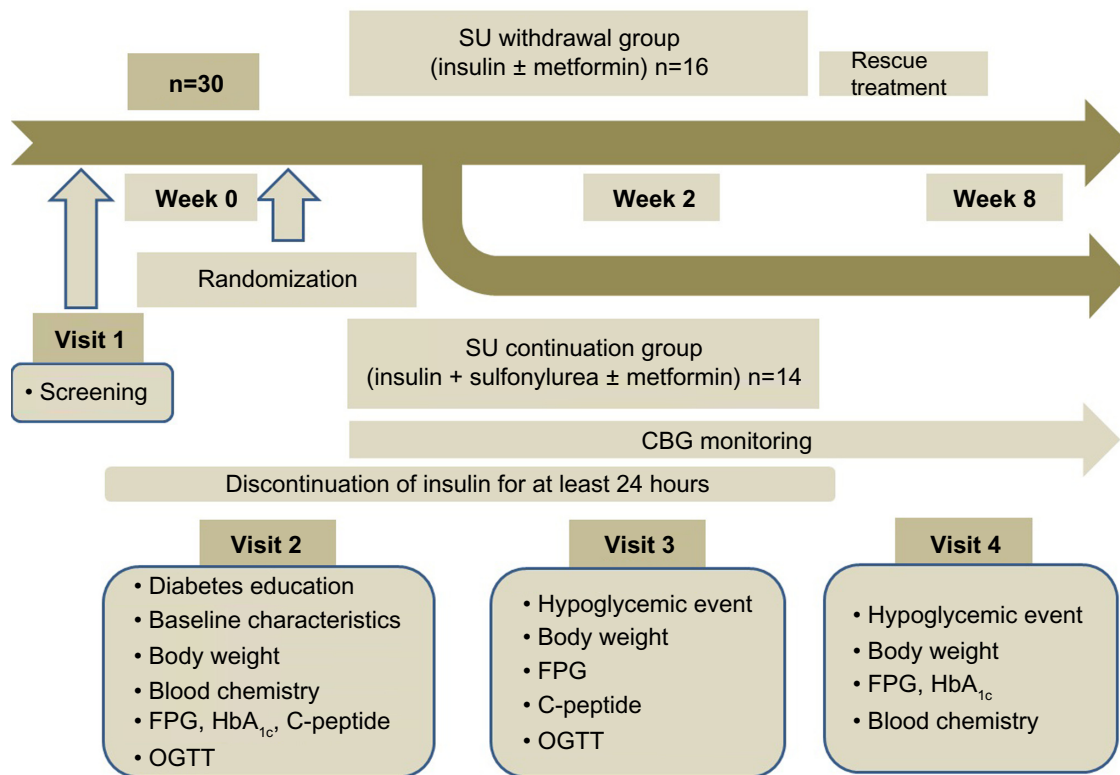 SU withdrawal group
(insulin ± metformin) n=16
Rescue
treatment
n=30
Week 0
Week 2
Week 8
Randomization
Visit 1
• Screening
SU continuation group
(insulin + sulfonylurea ± metformin) n=14
CBG monitoring
Discontinuation of insulin for at least 24 hours
Visit 2
• Diabetes education
• Baseline characteristics
• Body weight
• Blood chemistry
• FPG, HbA1c, C-peptide
• OGTT
Visit 3
• Hypoglycemic event
• Body weight
• FPG
• C-peptide
• OGTT
Visit 4
• Hypoglycemic event
• Body weight
• FPG, HbA1c
• Blood chemistry